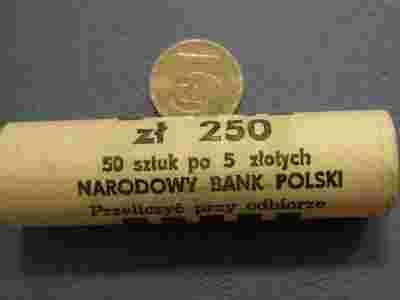 zł 250
50 sztuk po 5 złotych
NARODOWY BANK POLSKI
Przeliczyć przy odbiorze